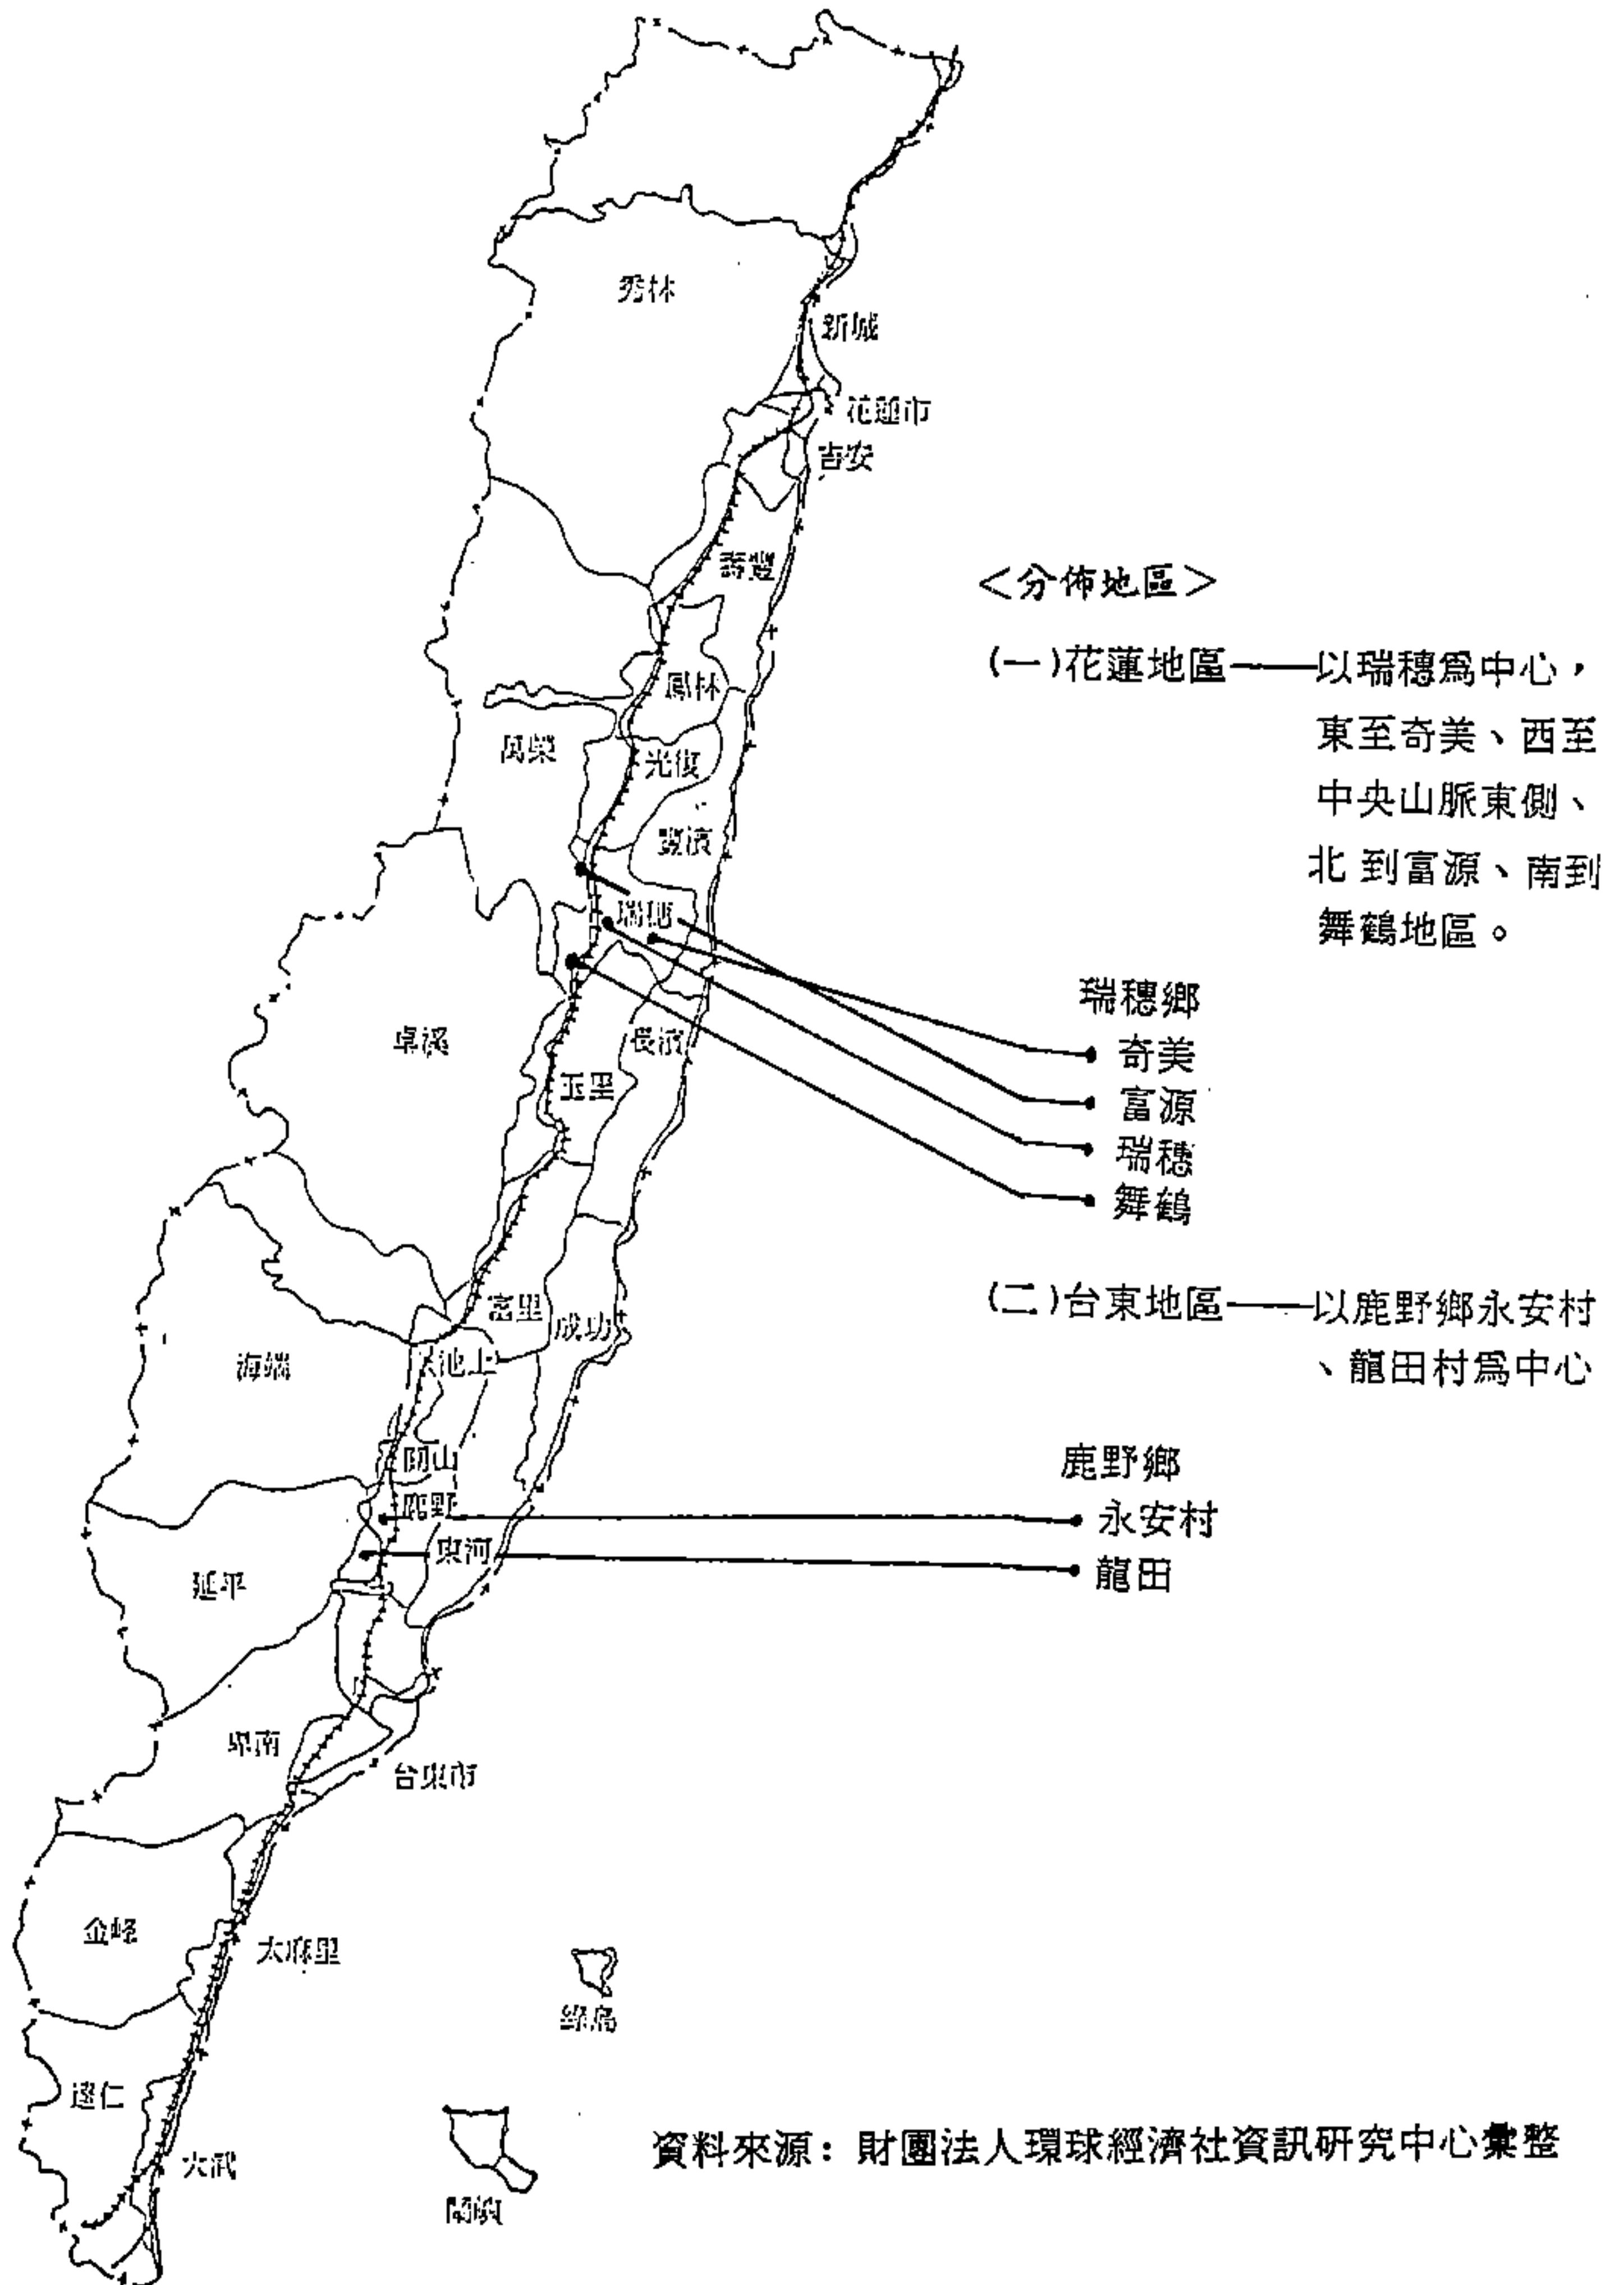 秀林
新城
花蓮市
吉安
壽豐
<分佈地區>
(一)花蓮地區——以瑞穗爲中心,
東至奇美、西至
中央山脈東側、
北到富源、南到
舞鶴地區。
鳳林
萬榮
光復
豐濱
瑞穗
瑞穗鄉
奇美
富源
瑞穗
舞鶴
卓溪
長濱
玉里
(二)台東地區——以鹿野鄉永安村
、龍田村爲中心
富里
成功
海端
池上
關山
鹿野
鹿野鄉
永安村
龍田
東河
延平
卑南
台東市
金峰
太麻里
綠島
達仁
大武
蘭嶼
資料來源:財團法人環球經濟社資訊研究中心彙整